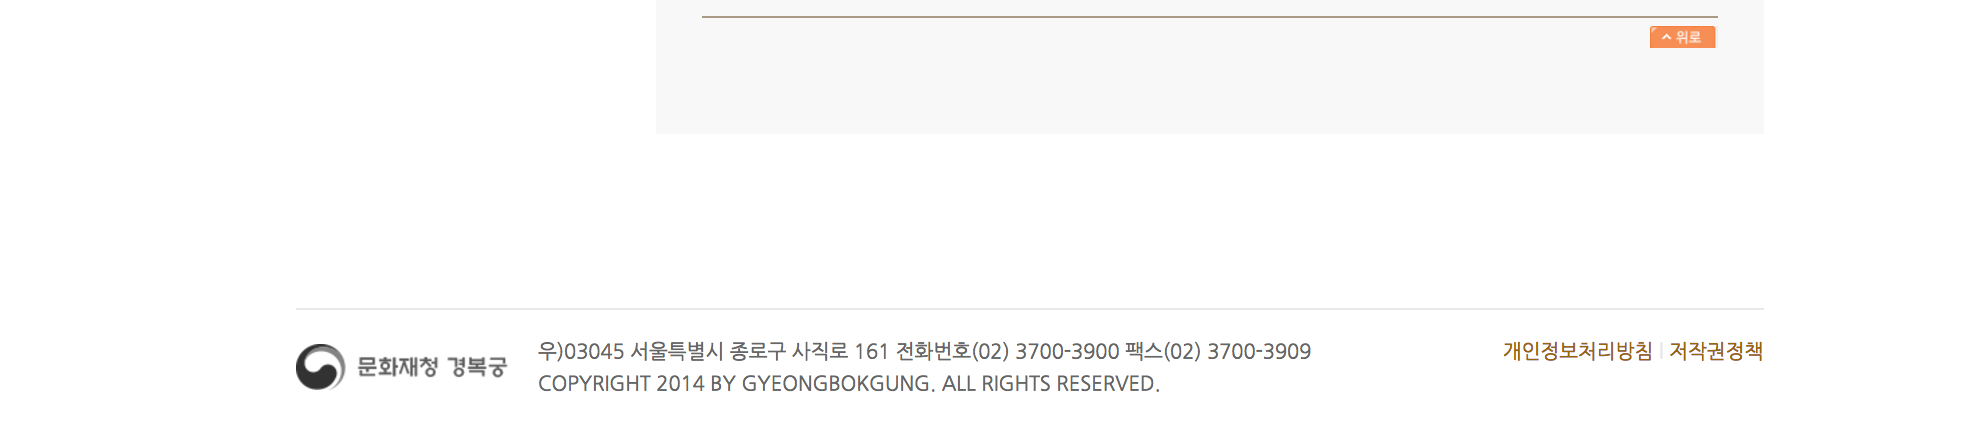 위로
문화재청 경복궁
우)03045 서울특별시 종로구 사직로 161 전화번호(02) 3700-3900 팩스(02) 3700-3909
COPYRIGHT 2014 BY GYEONGBOKGUNG. ALL RIGHTS RESERVED.
개인정보처리방침 | 저작권정책